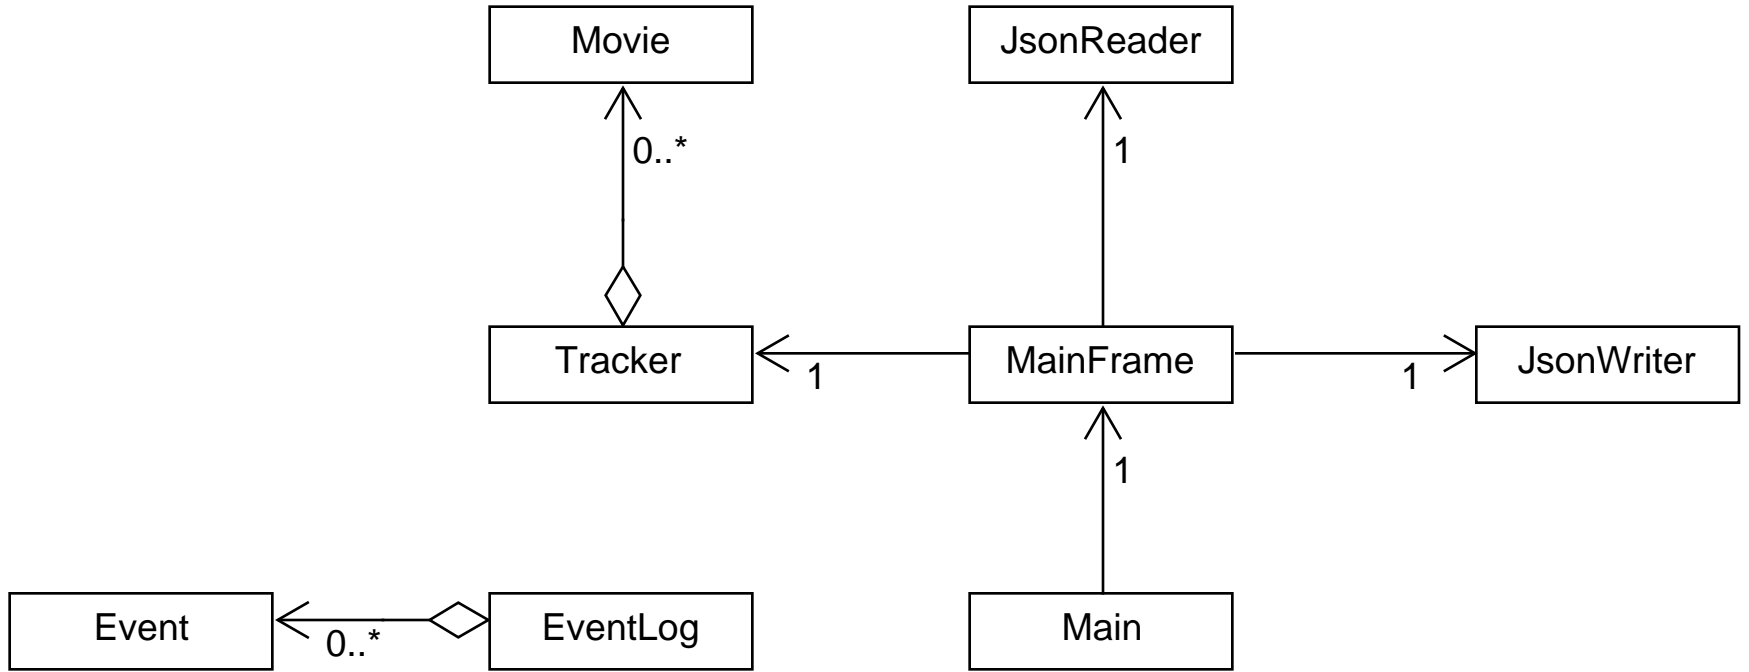 Movie
JsonReader
0..*
1
Tracker
1
MainFrame
1
JsonWriter
1
Event
0..*
EventLog
Main